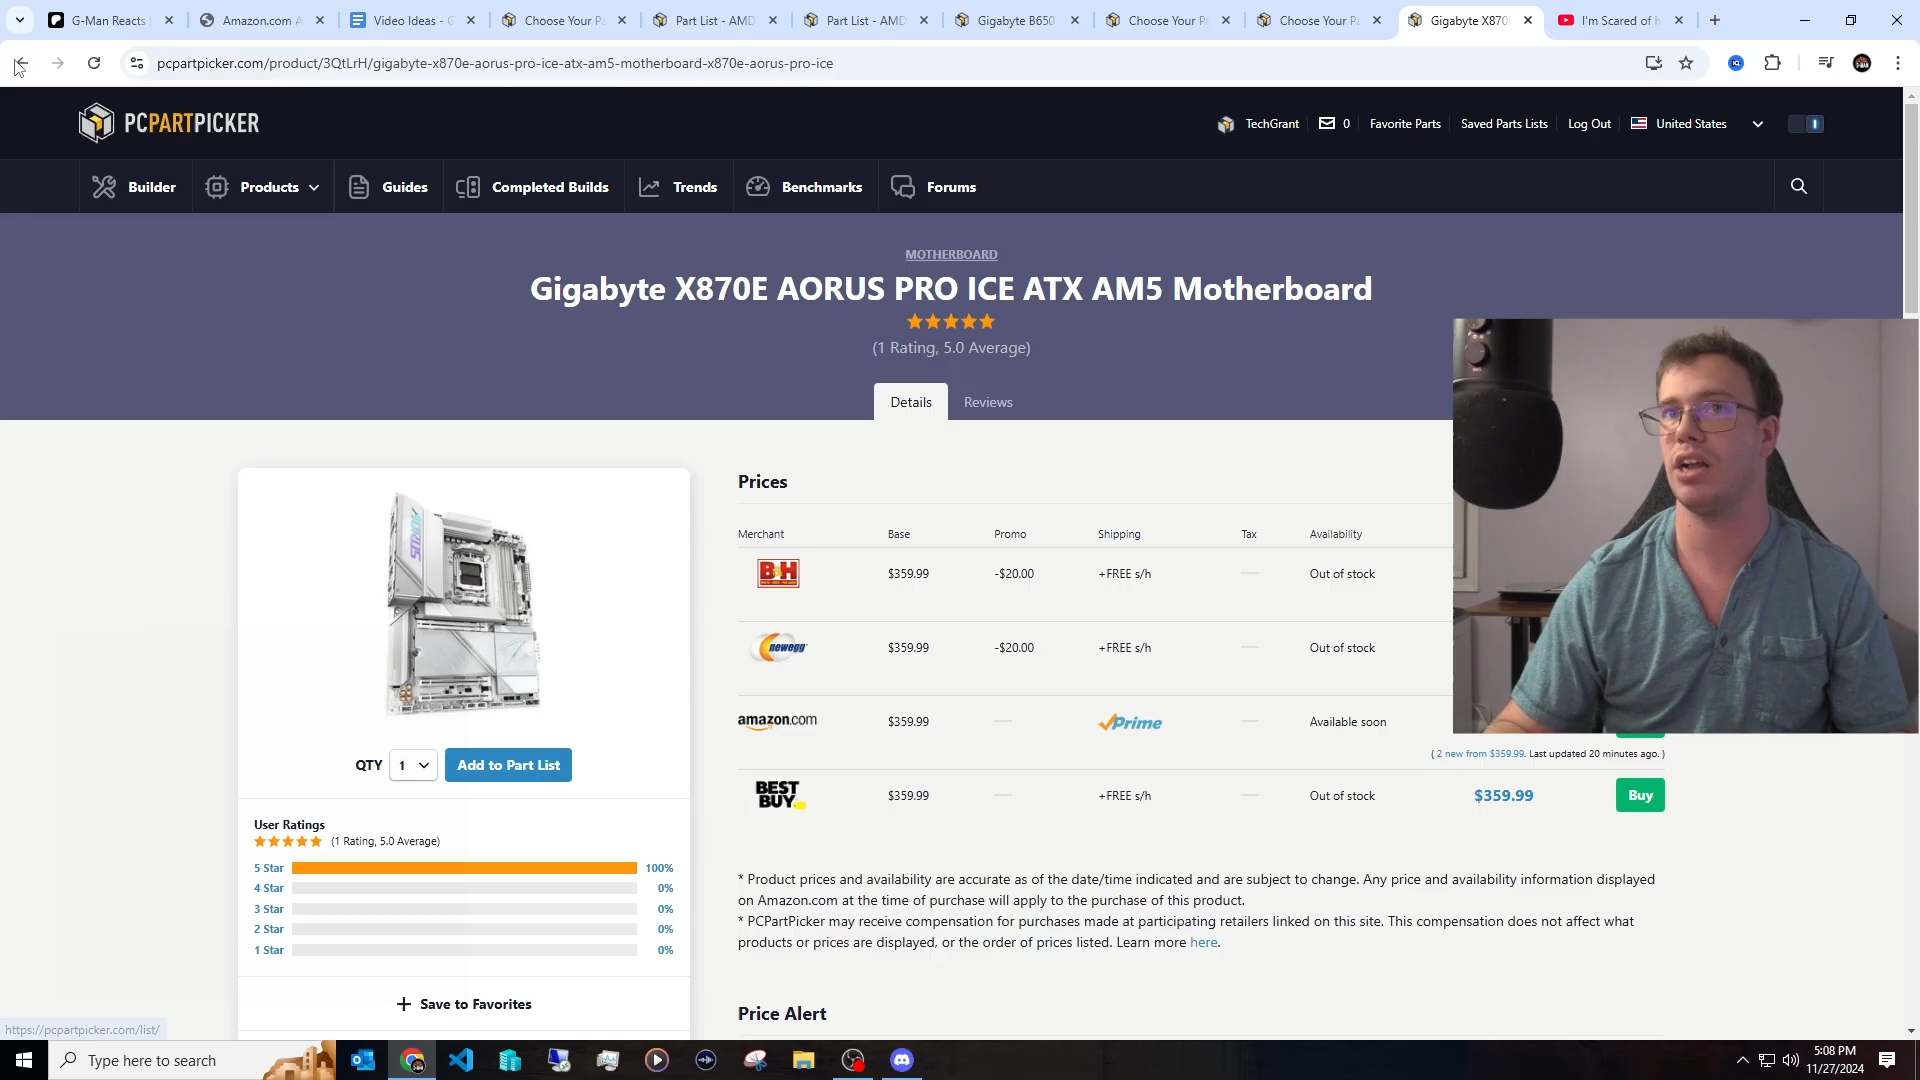 G-Man Reacts
Amazon.com A
Video Ideas - G
Choose Your Pa
Part List - AMD
Part List - AMD
Gigabyte B650
Choose Your Pa
Choose Your Pa
Gigabyte X870
I'm Scared of h
pcpartpicker.com/product/3QtLrH/gigabyte-x870e-aorus-pro-ice-atx-am5-motherboard-x870e-aorus-pro-ice
PCPARTPICKER
TechGrant
0
Favorite Parts
Saved Parts Lists
Log Out
United States
Builder
Products
Guides
Completed Builds
Trends
Benchmarks
Forums
MOTHERBOARD
Gigabyte X870E AORUS PRO ICE ATX AM5 Motherboard
(1 Rating, 5.0 Average)
Details
Reviews
AORUS
QTY 1 Add to Part List
User Ratings
(1 Rating, 5.0 Average)
5 Star 100%
4 Star 0%
3 Star 0%
2 Star 0%
1 Star 0%
+ Save to Favorites
Prices
Merchant Base Promo Shipping Tax Availability
B&H $359.99 -$20.00 +FREE s/h — Out of stock
newegg $359.99 -$20.00 +FREE s/h — Out of stock
amazon.com $359.99 — Prime — Available soon
( 2 new from $359.99. Last updated 20 minutes ago. )
BEST BUY $359.99 — +FREE s/h — Out of stock $359.99 Buy
* Product prices and availability are accurate as of the date/time indicated and are subject to change. Any price and availability information displayed
on Amazon.com at the time of purchase will apply to the purchase of this product.
* PCPartPicker may receive compensation for purchases made at participating retailers linked on this site. This compensation does not affect what
products or prices are displayed, or the order of prices listed. Learn more here.
Price Alert
https://pcpartpicker.com/list/
Type here to search
5:08 PM
11/27/2024